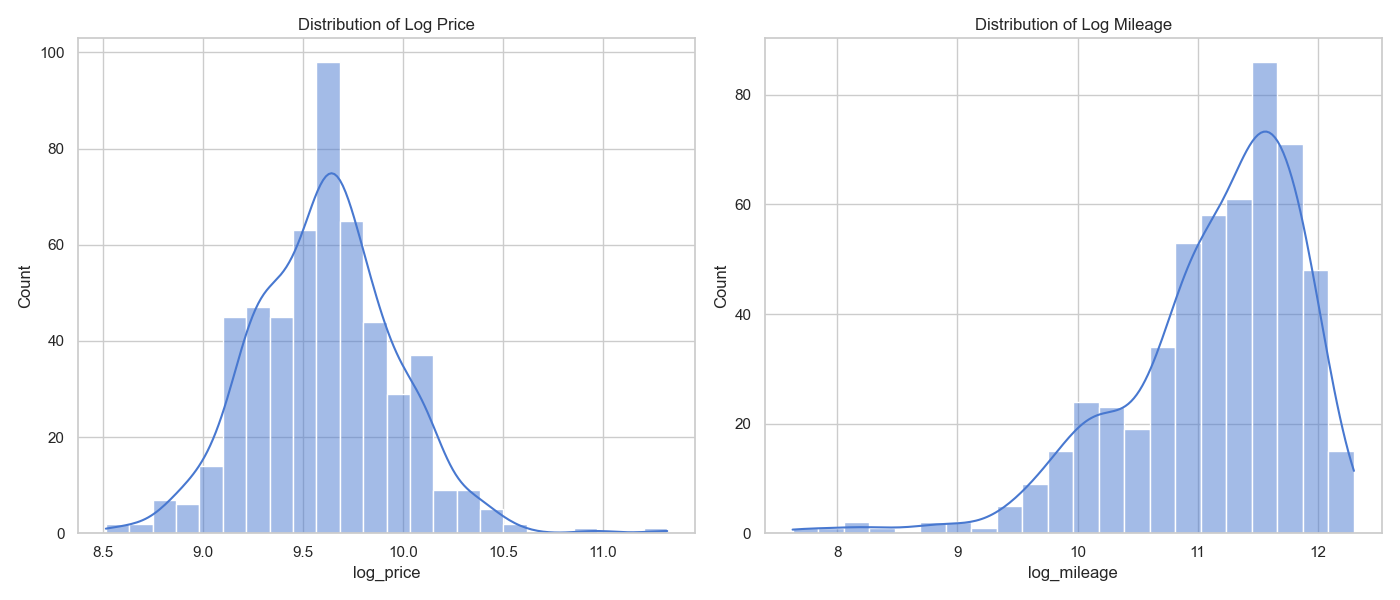 Distribution of Log Price
100
80
60
40
20
0
Count
8.5 9.0 9.5 10.0 10.5 11.0
log_price
Distribution of Log Mileage
80
60
40
20
0
Count
8 9 10 11 12
log_mileage